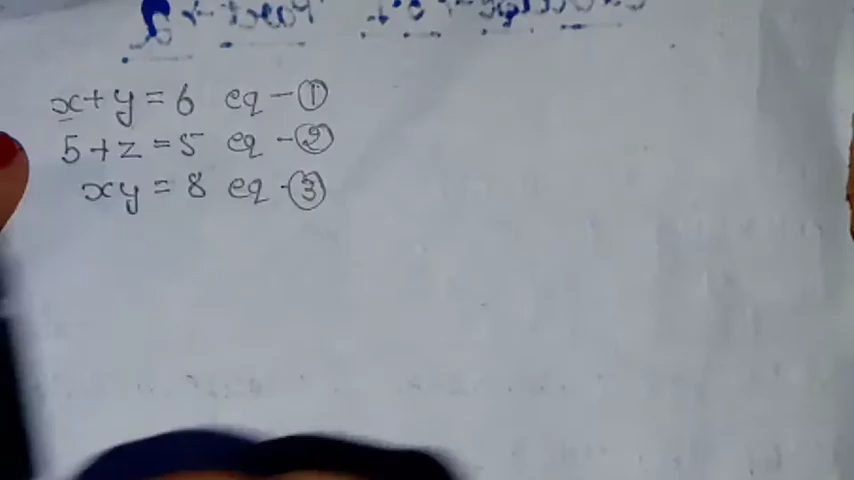 x+y=6 eq-①
5+z=5 eq-②
xy=8 eq-③